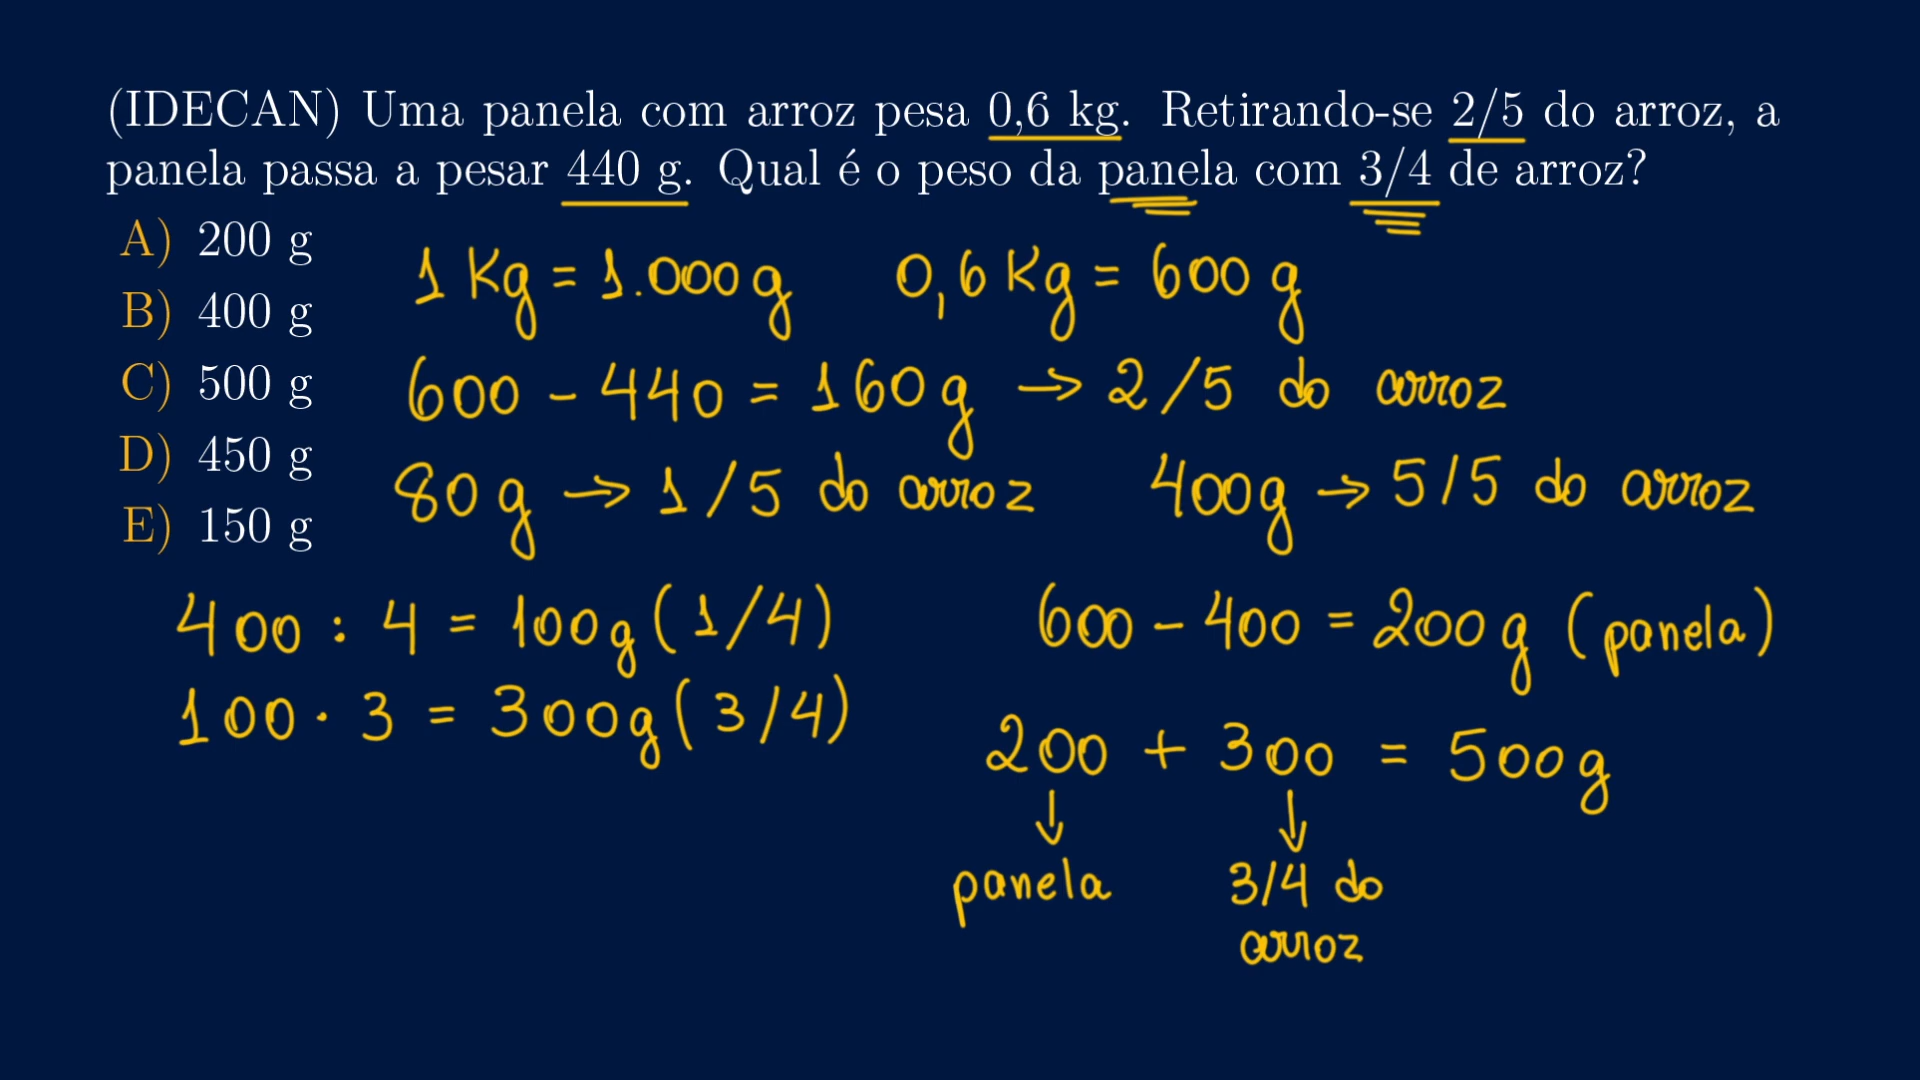 (IDECAN) Uma panela com arroz pesa 0,6 kg. Retirando-se 2/5 do arroz, a
panela passa a pesar 440 g. Qual é o peso da panela com 3/4 de arroz?
A) 200 g
B) 400 g
C) 500 g
D) 450 g
E) 150 g
1 Kg = 1.000 g 0,6 Kg = 600 g
600 - 440 = 160 g → 2/5 do arroz
80 g → 1/5 do arroz 400 g → 5/5 do arroz
400 : 4 = 100 g (1/4)
100 · 3 = 300 g (3/4)
600 - 400 = 200 g (panela)
200 + 300 = 500 g
↓ ↓
panela 3/4 do
arroz